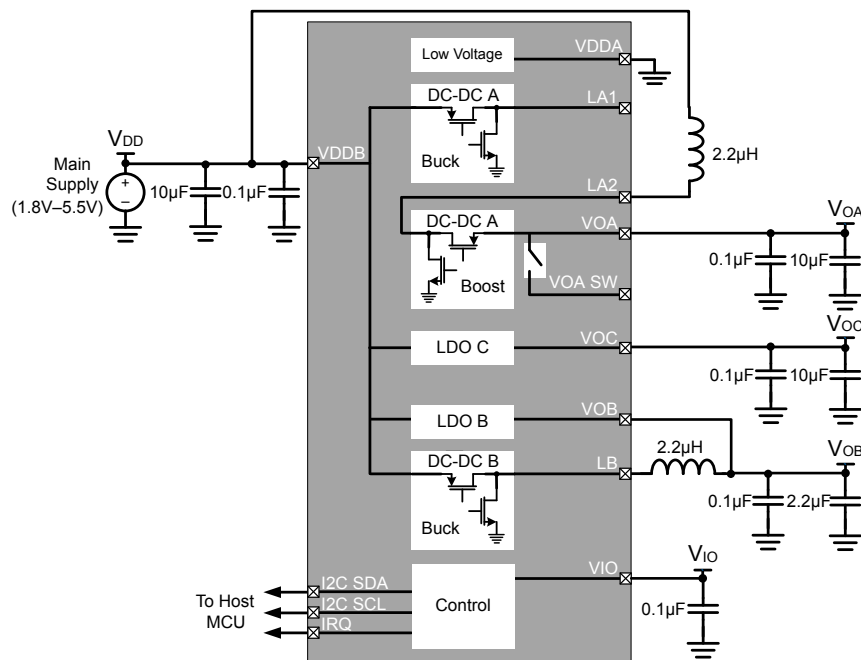 Low Voltage
VDDA
DC-DC A
LA1
Buck
VDD
VDDB
Main
Supply
(1.8V–5.5V)
+
–
10µF
0.1µF
2.2µH
LA2
DC-DC A
VOA
VOA
Boost
VOA SW
0.1µF
10µF
LDO C
VOC
VOC
0.1µF
10µF
LDO B
VOB
2.2µH
VOB
DC-DC B
LB
Buck
0.1µF
2.2µF
VIO
VIO
I2C SDA
I2C SCL
IRQ
To Host
MCU
Control
0.1µF